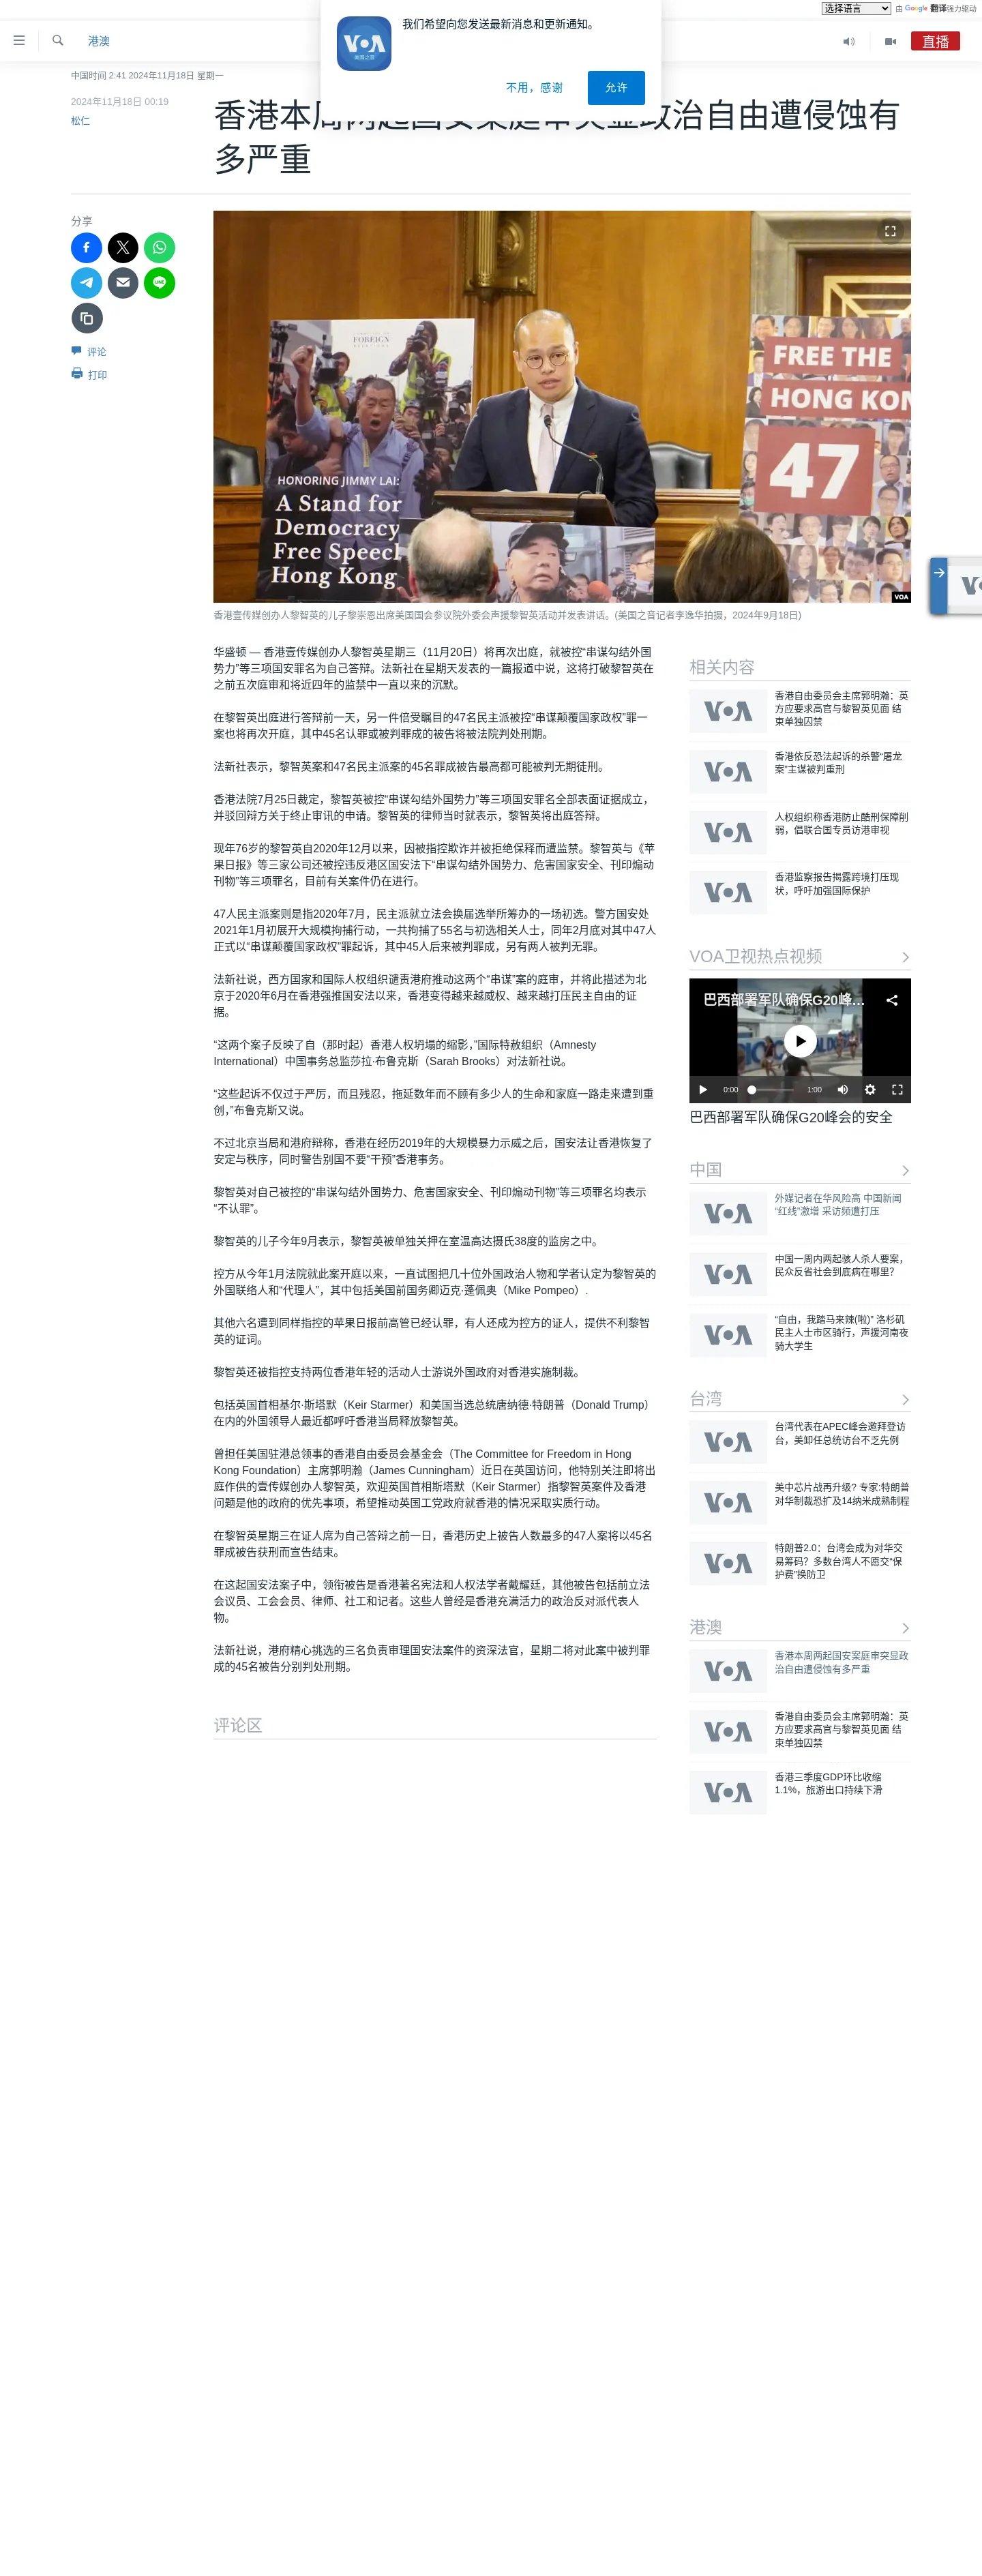 选择语言
由 Google 翻译强力驱动
我们希望向您发送最新消息和更新通知。
VOA
美国之音
不用，感谢
允许
港澳
直播
中国时间 2:41 2024年11月18日 星期一
2024年11月18日 00:19
松仁
香港本周两起国安案庭审突显政治自由遭侵蚀有
多严重
分享
评论
打印
FOREIGN
HONORING JIMMY LAI:
A Stand for
Democracy
Free Speech
Hong Kong
FREE THE
HONG KON
47
VOA
香港壹传媒创办人黎智英的儿子黎崇恩出席美国国会参议院外委会声援黎智英活动并发表讲话。(美国之音记者李逸华拍摄，2024年9月18日)
华盛顿 — 香港壹传媒创办人黎智英星期三（11月20日）将再次出庭，就被控“串谋勾结外国
势力”等三项国安罪名为自己答辩。法新社在星期天发表的一篇报道中说，这将打破黎智英在
之前五次庭审和将近四年的监禁中一直以来的沉默。
在黎智英出庭进行答辩前一天，另一件倍受瞩目的47名民主派被控“串谋颠覆国家政权”罪一
案也将再次开庭，其中45名认罪或被判罪成的被告将被法院判处刑期。
法新社表示，黎智英案和47名民主派案的45名罪成被告最高都可能被判无期徒刑。
香港法院7月25日裁定，黎智英被控“串谋勾结外国势力”等三项国安罪名全部表面证据成立，
并驳回辩方关于终止审讯的申请。黎智英的律师当时就表示，黎智英将出庭答辩。
现年76岁的黎智英自2020年12月以来，因被指控欺诈并被拒绝保释而遭监禁。黎智英与《苹
果日报》等三家公司还被控违反港区国安法下“串谋勾结外国势力、危害国家安全、刊印煽动
刊物”等三项罪名，目前有关案件仍在进行。
47人民主派案则是指2020年7月，民主派就立法会换届选举所筹办的一场初选。警方国安处
2021年1月初展开大规模拘捕行动，一共拘捕了55名与初选相关人士，同年2月底对其中47人
正式以“串谋颠覆国家政权”罪起诉，其中45人后来被判罪成，另有两人被判无罪。
法新社说，西方国家和国际人权组织谴责港府推动这两个“串谋”案的庭审，并将此描述为北
京于2020年6月在香港强推国安法以来，香港变得越来越威权、越来越打压民主自由的证
据。
“这两个案子反映了自（那时起）香港人权坍塌的缩影，”国际特赦组织（Amnesty
International）中国事务总监莎拉·布鲁克斯（Sarah Brooks）对法新社说。
“这些起诉不仅过于严厉，而且残忍，拖延数年而不顾有多少人的生命和家庭一路走来遭到重
创，”布鲁克斯又说。
不过北京当局和港府辩称，香港在经历2019年的大规模暴力示威之后，国安法让香港恢复了
安定与秩序，同时警告别国不要“干预”香港事务。
黎智英对自己被控的“串谋勾结外国势力、危害国家安全、刊印煽动刊物”等三项罪名均表示
“不认罪”。
黎智英的儿子今年9月表示，黎智英被单独关押在室温高达摄氏38度的监房之中。
控方从今年1月法院就此案开庭以来，一直试图把几十位外国政治人物和学者认定为黎智英的
外国联络人和“代理人”，其中包括美国前国务卿迈克·蓬佩奥（Mike Pompeo）.
其他六名遭到同样指控的苹果日报前高管已经认罪，有人还成为控方的证人，提供不利黎智
英的证词。
黎智英还被指控支持两位香港年轻的活动人士游说外国政府对香港实施制裁。
包括英国首相基尔·斯塔默（Keir Starmer）和美国当选总统唐纳德·特朗普（Donald Trump）
在内的外国领导人最近都呼吁香港当局释放黎智英。
曾担任美国驻港总领事的香港自由委员会基金会（The Committee for Freedom in Hong
Kong Foundation）主席郭明瀚（James Cunningham）近日在英国访问，他特别关注即将出
庭作供的壹传媒创办人黎智英，欢迎英国首相斯塔默（Keir Starmer）指黎智英案件及香港
问题是他的政府的优先事项，希望推动英国工党政府就香港的情况采取实质行动。
在黎智英星期三在证人席为自己答辩之前一日，香港历史上被告人数最多的47人案将以45名
罪成被告获刑而宣告结束。
在这起国安法案子中，领衔被告是香港著名宪法和人权法学者戴耀廷，其他被告包括前立法
会议员、工会会员、律师、社工和记者。这些人曾经是香港充满活力的政治反对派代表人
物。
法新社说，港府精心挑选的三名负责审理国安法案件的资深法官，星期二将对此案中被判罪
成的45名被告分别判处刑期。
评论区
相关内容
香港自由委员会主席郭明瀚：英
方应要求高官与黎智英见面 结
束单独囚禁
香港依反恐法起诉的杀警“屠龙
案”主谋被判重刑
人权组织称香港防止酷刑保障削
弱，倡联合国专员访港审视
香港监察报告揭露跨境打压现
状，呼吁加强国际保护
VOA卫视热点视频
巴西部署军队确保G20峰…
0:00
1:00
巴西部署军队确保G20峰会的安全
中国
外媒记者在华风险高 中国新闻
“红线”激增 采访频遭打压
中国一周内两起骇人杀人要案，
民众反省社会到底病在哪里？
“自由，我踏马来辣(啦)” 洛杉矶
民主人士市区骑行，声援河南夜
骑大学生
台湾
台湾代表在APEC峰会邀拜登访
台，美卸任总统访台不乏先例
美中芯片战再升级? 专家:特朗普
对华制裁恐扩及14纳米成熟制程
特朗普2.0：台湾会成为对华交
易筹码？多数台湾人不愿交“保
护费”换防卫
港澳
香港本周两起国安案庭审突显政
治自由遭侵蚀有多严重
香港自由委员会主席郭明瀚：英
方应要求高官与黎智英见面 结
束单独囚禁
香港三季度GDP环比收缩
1.1%，旅游出口持续下滑